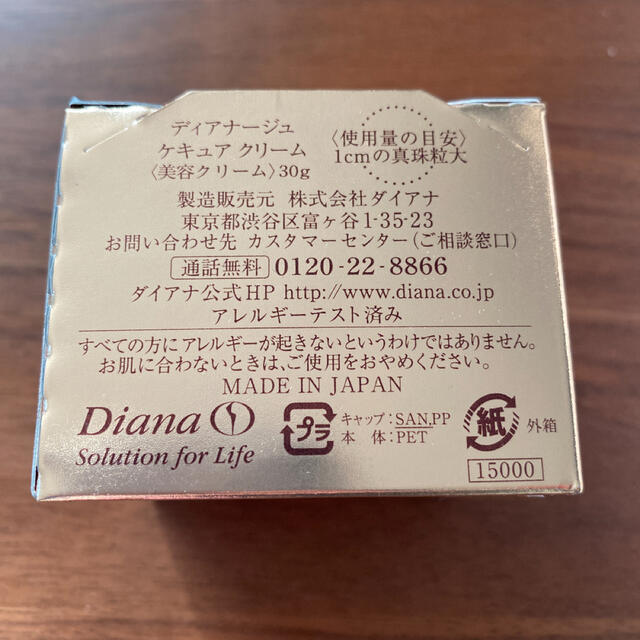 ディアナージュ
ケキュア クリーム
〈美容クリーム〉30g
〈使用量の目安〉
1cmの真珠粒大
製造販売元 株式会社ダイアナ
東京都渋谷区富ヶ谷1-35-23
お問い合わせ先 カスタマーセンター(ご相談窓口)
通話無料 0120-22-8866
ダイアナ公式HP http://www.diana.co.jp
アレルギーテスト済み
すべての方にアレルギーが起きないというわけではありません。
お肌に合わないときは、ご使用をおやめください。
MADE IN JAPAN
Diana
Solution for Life
プラ
キャップ:SAN,PP
本 体:PET
紙 外箱
15000